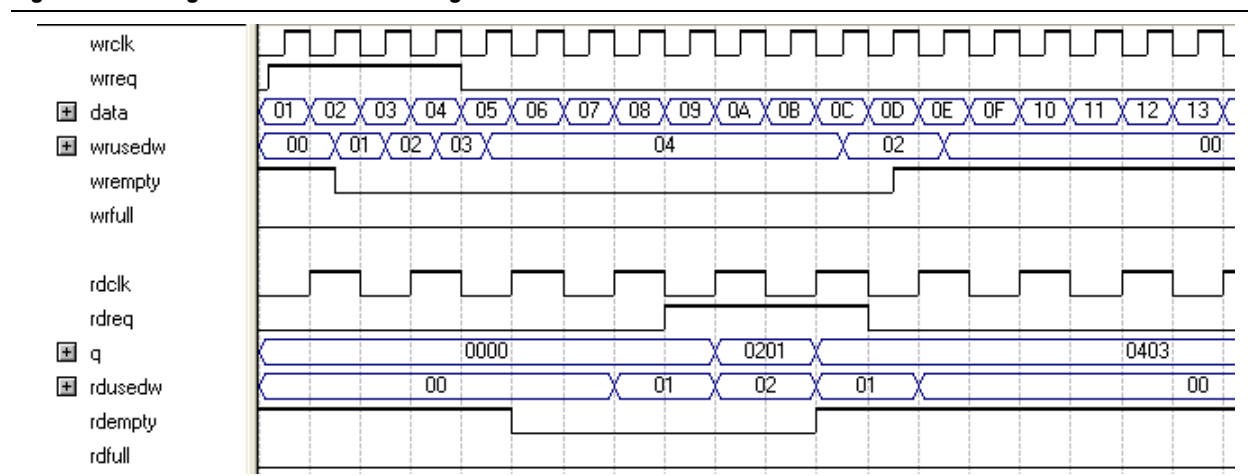 wrclk
wrreq
data 01 02 03 04 05 06 07 08 09 0A 0B 0C 0D 0E 0F 10 11 12 13
wrusedw 00 01 02 03 04 02 00
wrempty
wrfull
rdclk
rdreq
q 0000 0201 0403
rdusedw 00 01 02 01 00
rdempty
rdfull